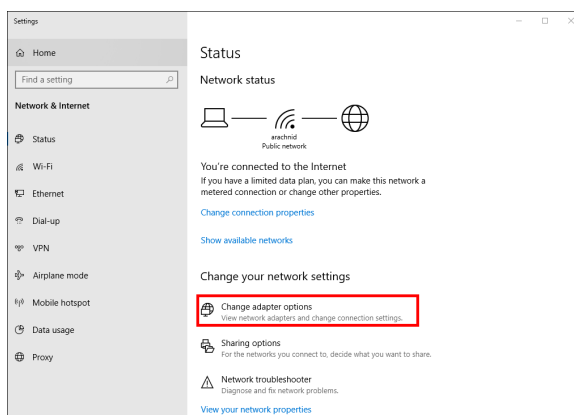 Settings
Home
Find a setting
Network & Internet
Status
Wi-Fi
Ethernet
Dial-up
VPN
Airplane mode
Mobile hotspot
Data usage
Proxy
Status
Network status
arachnid
Public network
You're connected to the Internet
If you have a limited data plan, you can make this network a
metered connection or change other properties.
Change connection properties
Show available networks
Change your network settings
Change adapter options
View network adapters and change connection settings.
Sharing options
For the networks you connect to, decide what you want to share.
Network troubleshooter
Diagnose and fix network problems.
View your network properties